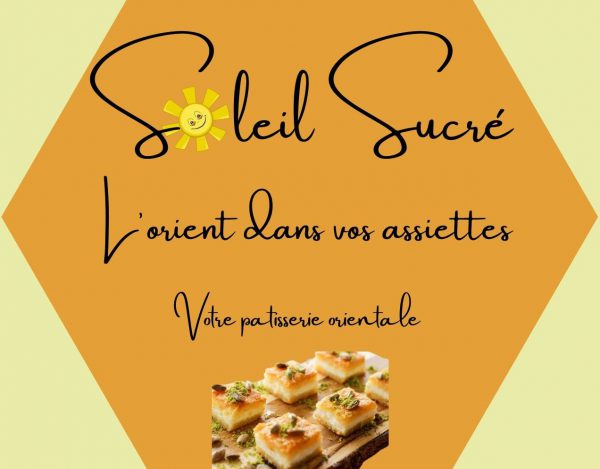 Soleil Sucré
L'orient dans vos assiettes
Votre patisserie orientale